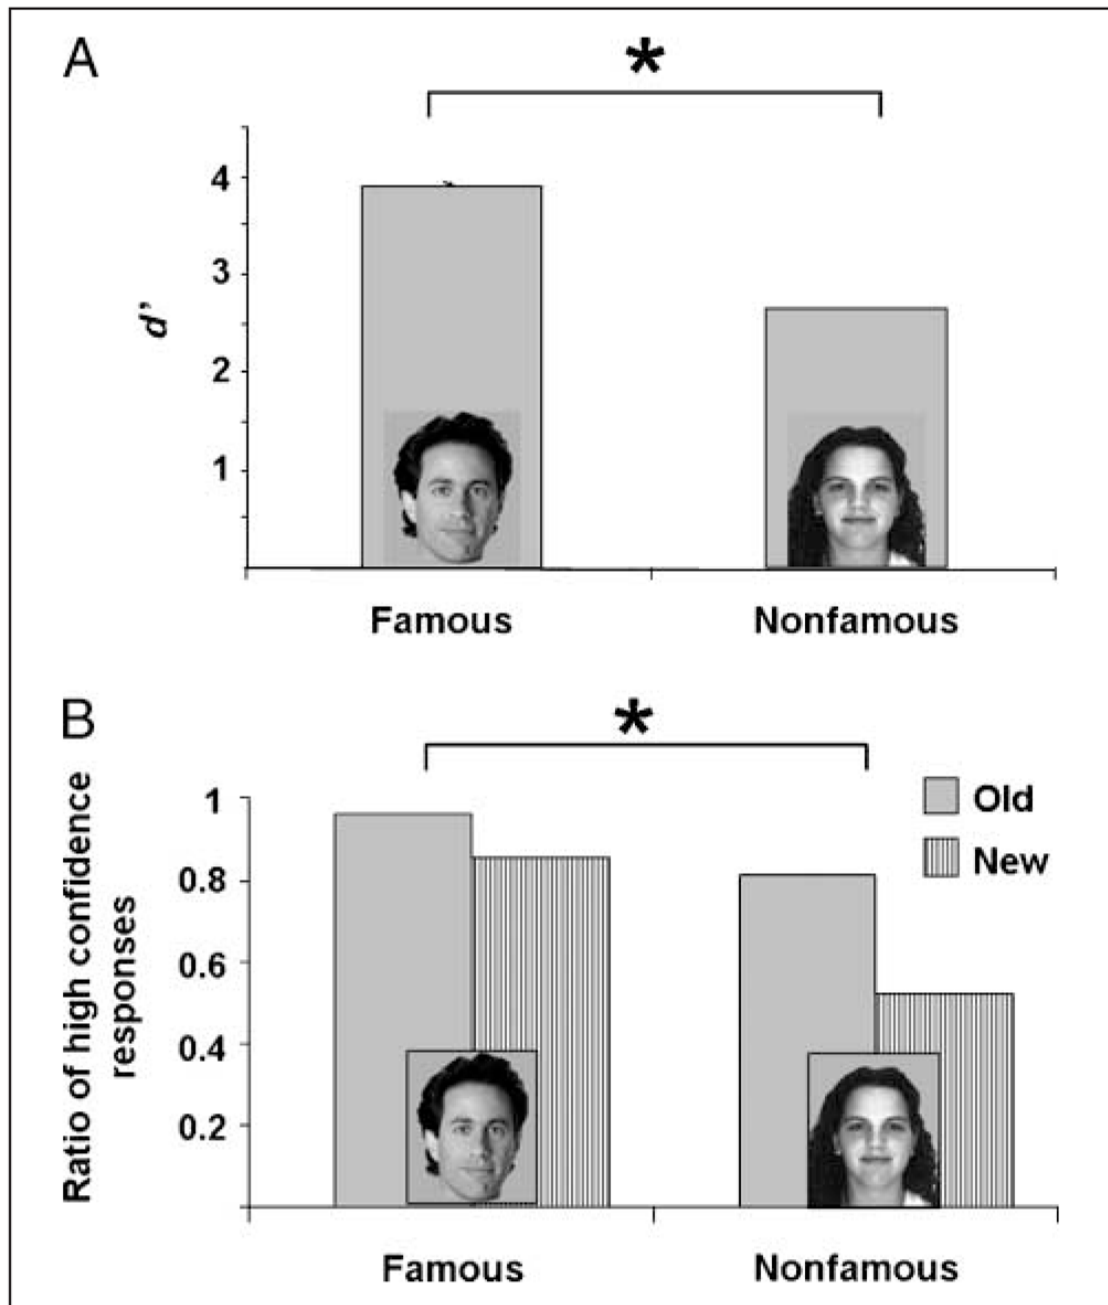 A
*
4
3
2
1
d’
Famous Nonfamous
B
*
Ratio of high confidence
responses
1
0.8
0.6
0.4
0.2
Old
New
Famous Nonfamous